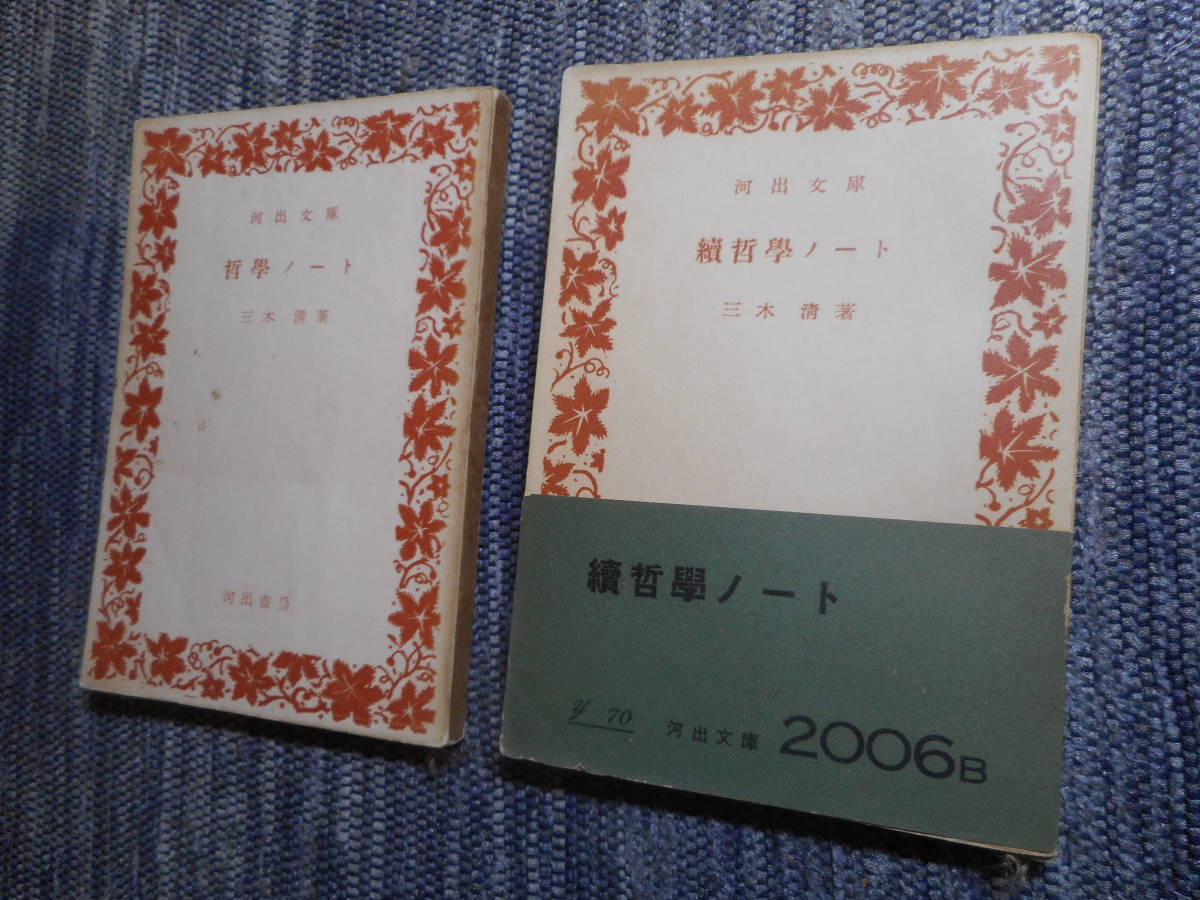 河出文庫
哲學ノート
三木 清著
河出書房
河出文庫
續哲學ノート
三木 清著
續哲學ノート
¥ 70
河出文庫 2006B